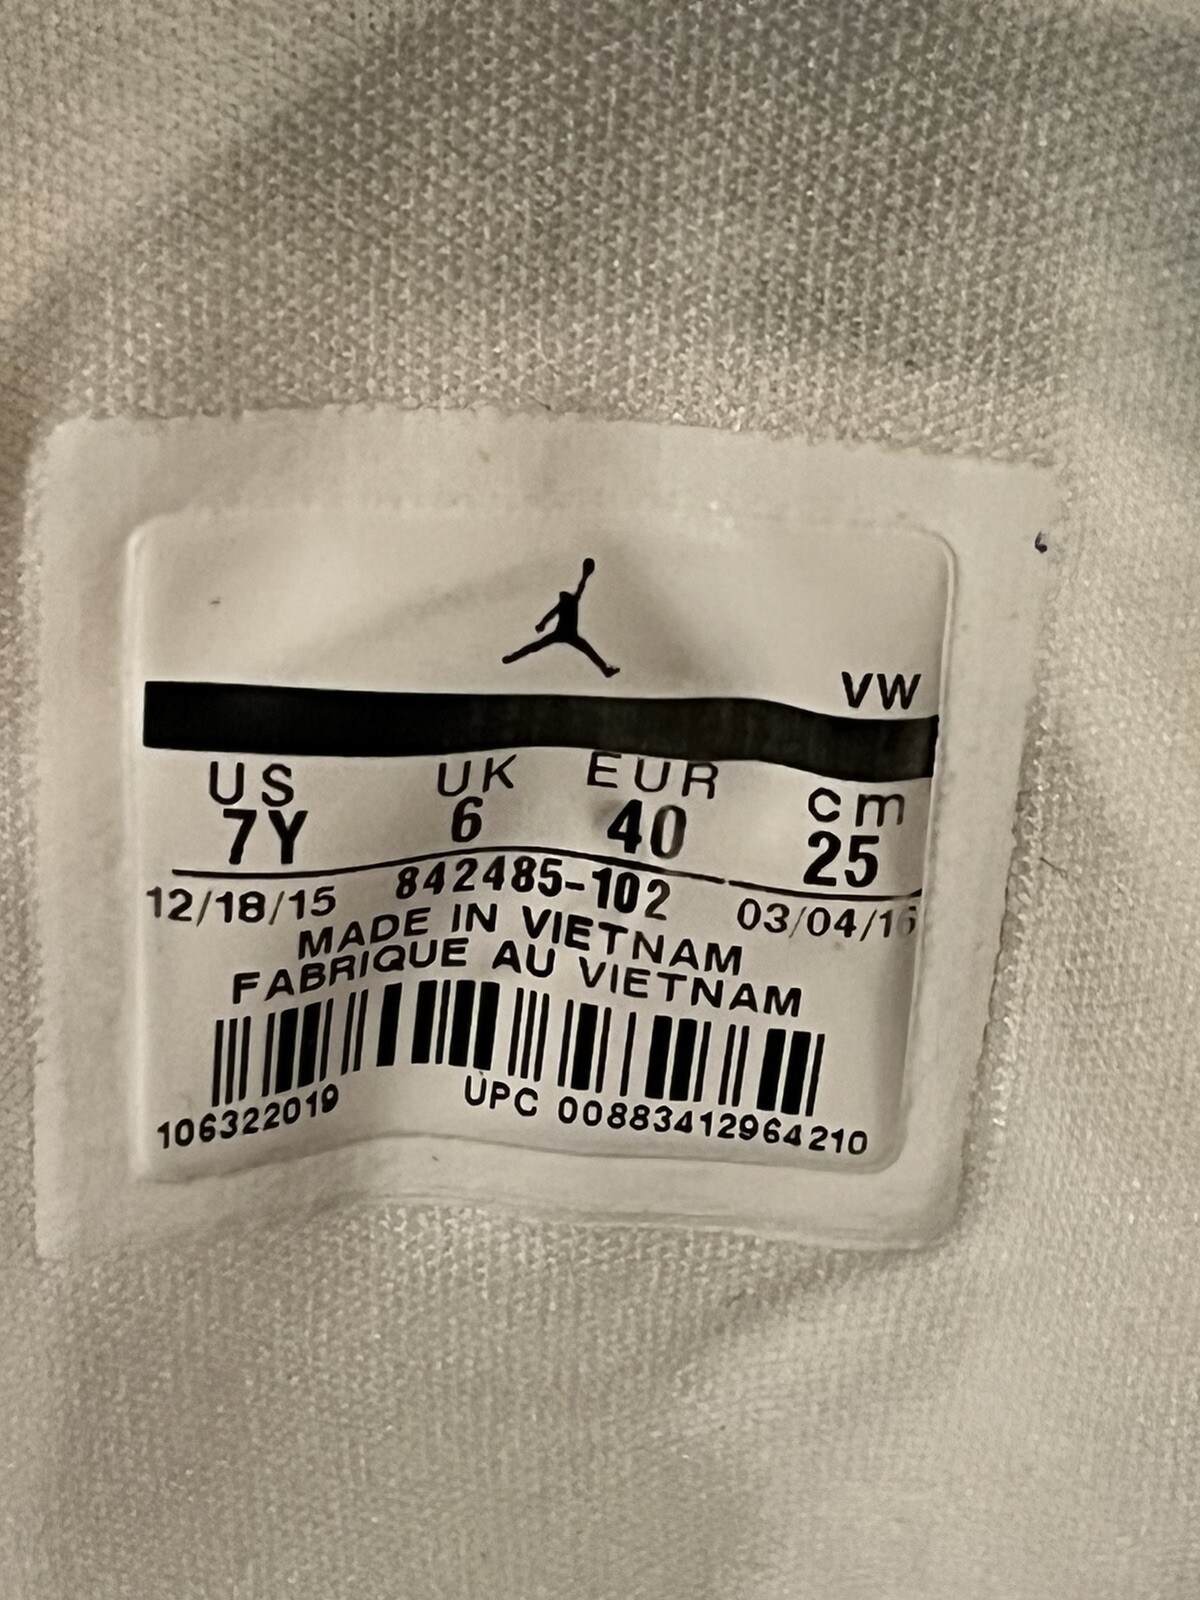 VW
US UK EUR cm
7Y 6 40 25
12/18/15 842485-102 03/04/16
MADE IN VIETNAM
FABRIQUE AU VIETNAM
106322019 UPC 00883412964210